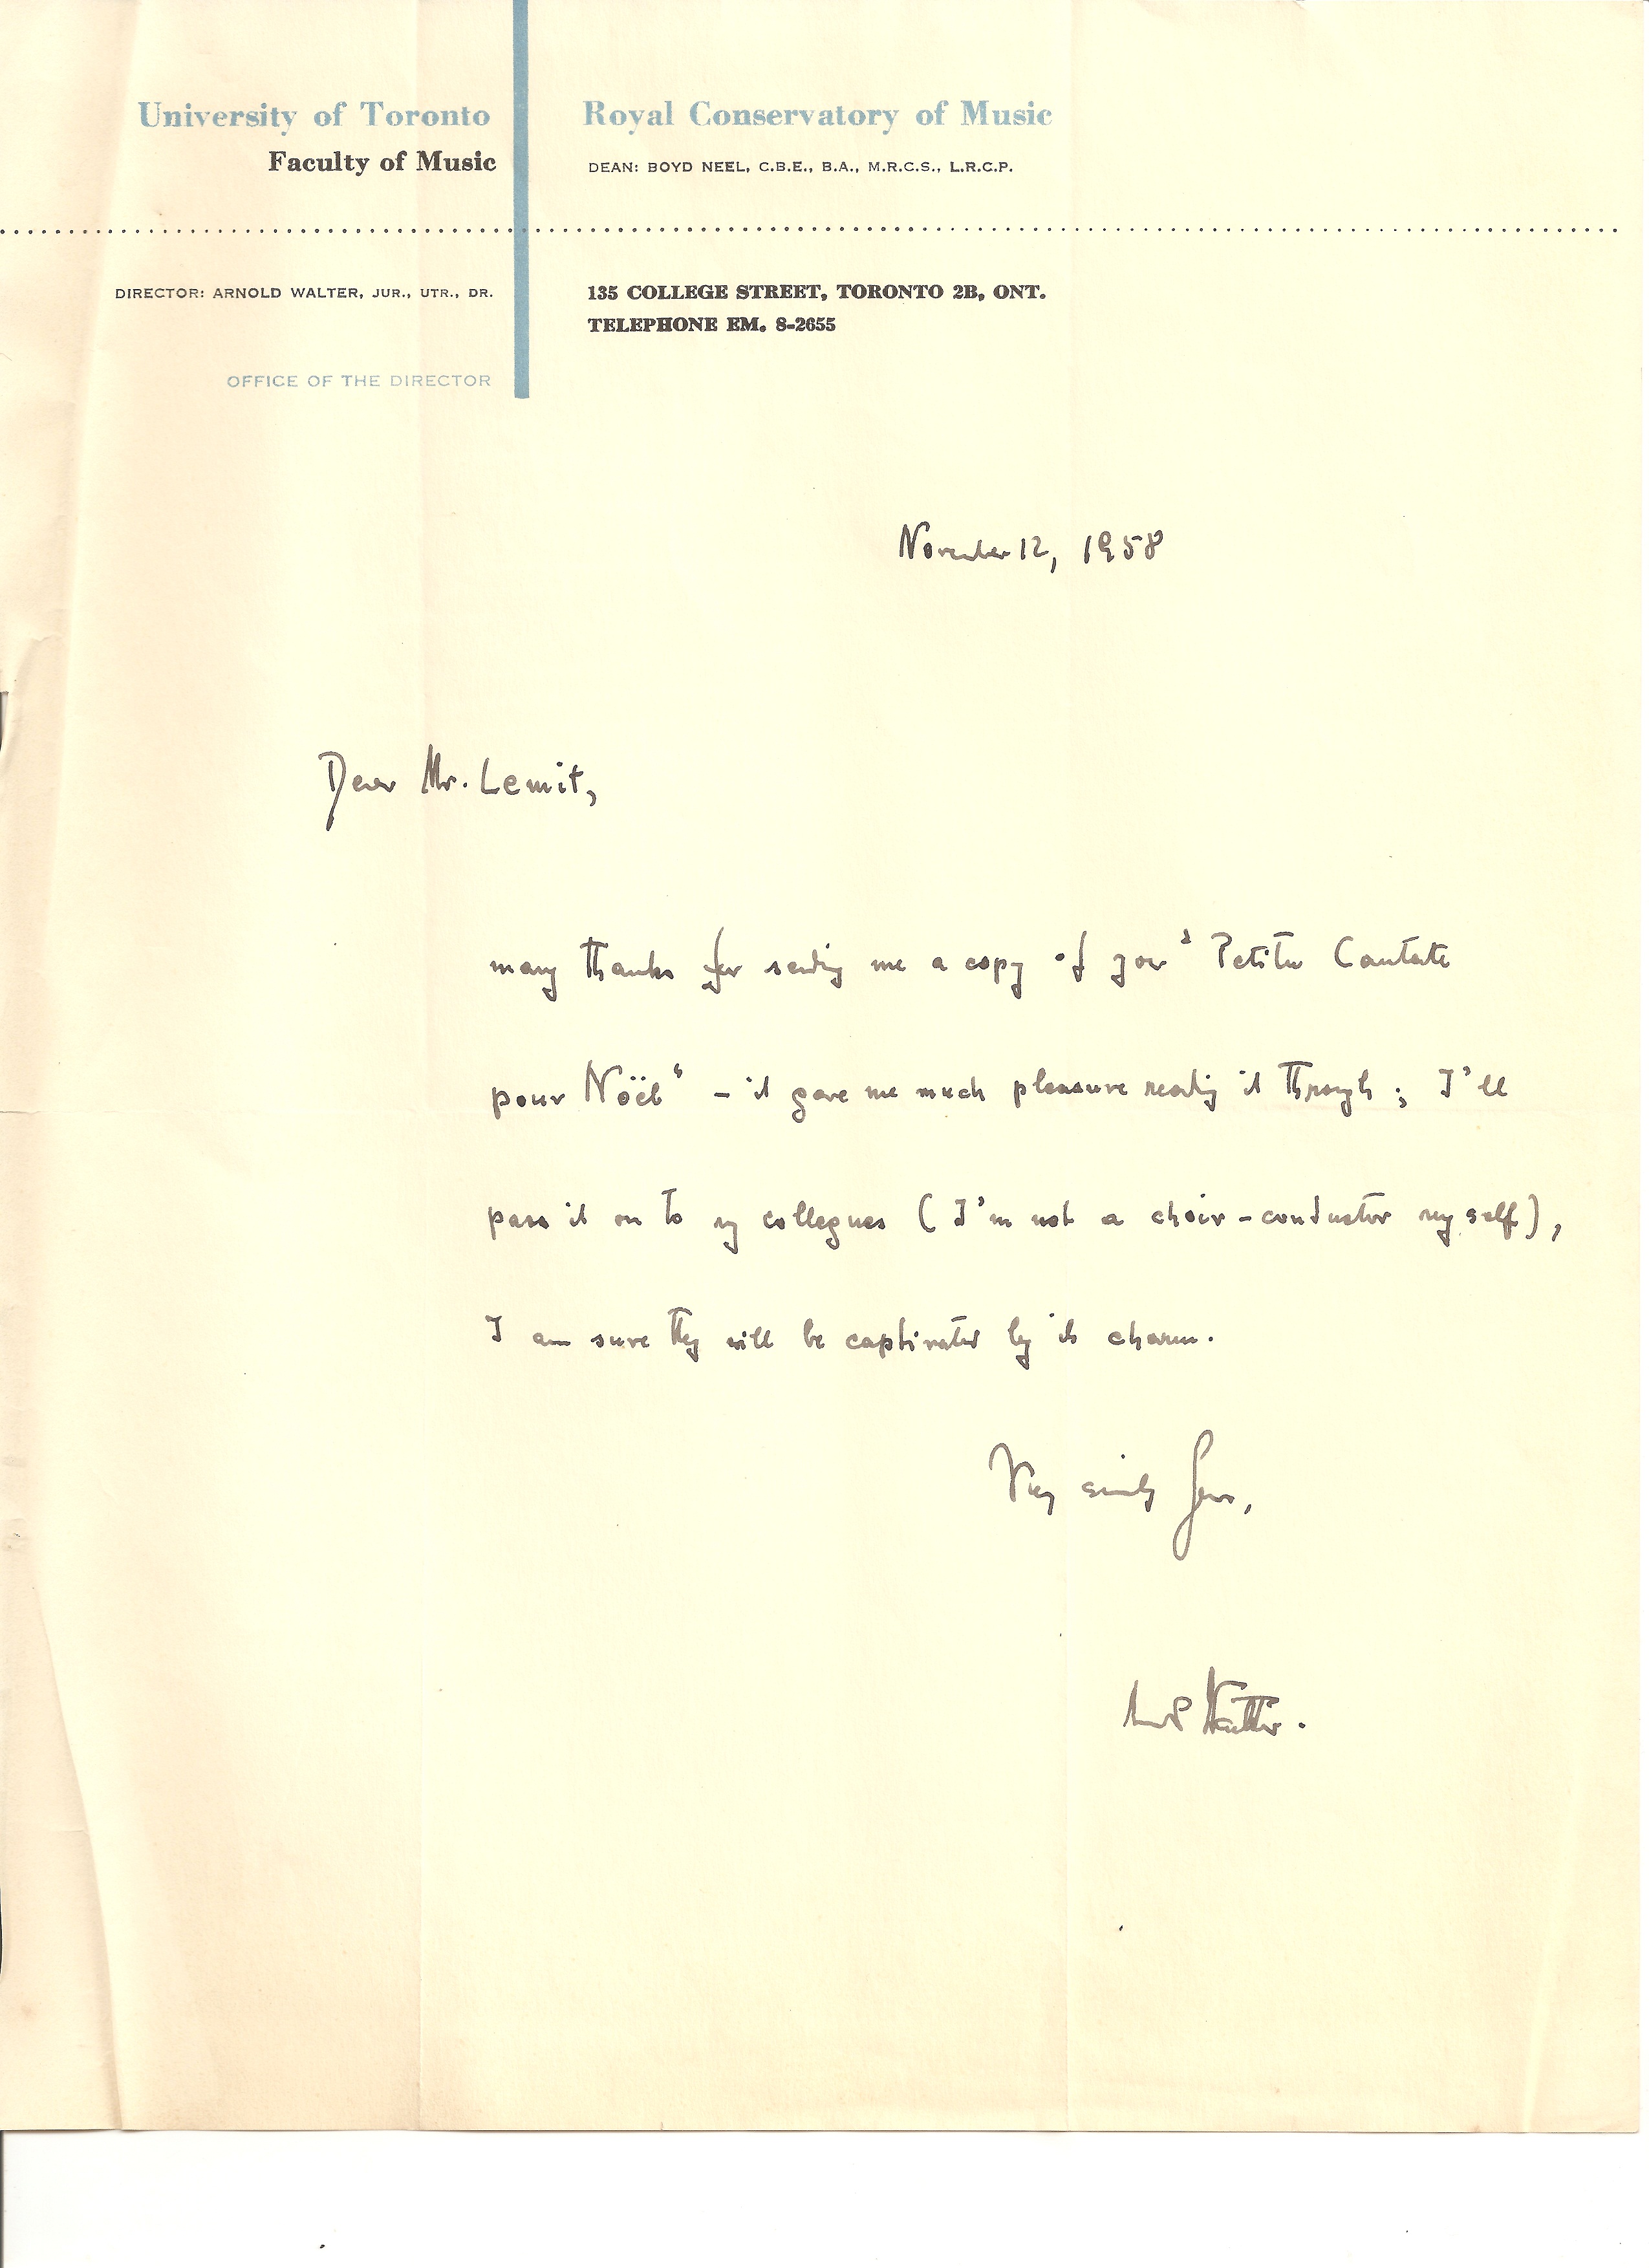 University of Toronto
Faculty of Music
Royal Conservatory of Music
DEAN: BOYD NEEL, C.B.E., B.A., M.R.C.S., L.R.C.P.
DIRECTOR: ARNOLD WALTER, JUR., UTR., DR.
OFFICE OF THE DIRECTOR
135 COLLEGE STREET, TORONTO 2B, ONT.
TELEPHONE EM. 8-2655
November 12, 1958
Dear Mr. Lemit,
many thanks for sending me a copy of your "Petite Cantate
pour Noël" – it gave me much pleasure reading it through; I'll
pass it on to my collegues (I'm not a choir-conductor myself),
I am sure they will be captivated by its charm.
Very sincerely yours,
Arnold Walter.